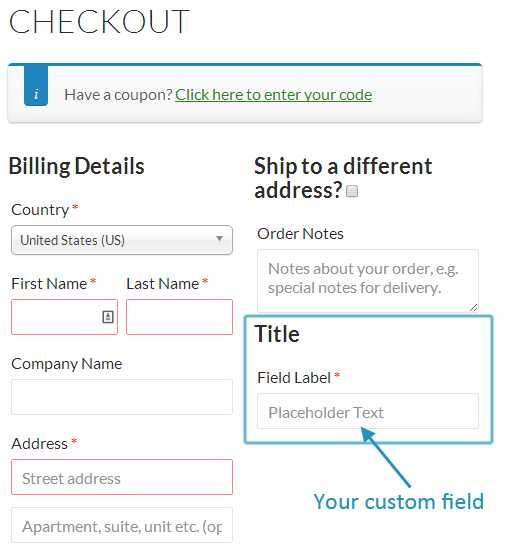 CHECKOUT
i
Have a coupon? Click here to enter your code
Billing Details
Country *
United States (US)
First Name *
Last Name *
Company Name
Address *
Street address
Apartment, suite, unit etc. (op
Ship to a different
address?
Order Notes
Notes about your order, e.g.
special notes for delivery.
Title
Field Label *
Placeholder Text
Your custom field